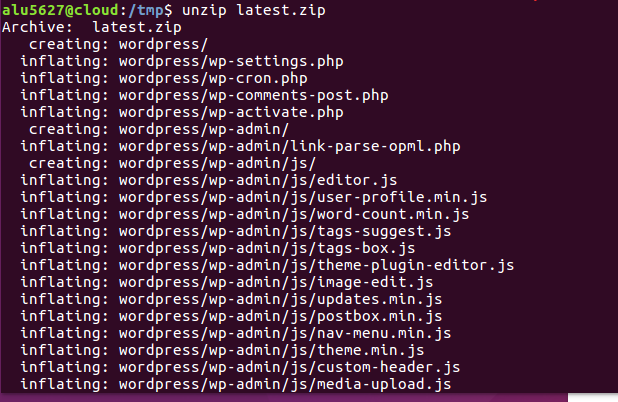 alu5627@cloud:/tmp$ unzip latest.zip
Archive:  latest.zip
   creating: wordpress/
  inflating: wordpress/wp-settings.php
  inflating: wordpress/wp-cron.php
  inflating: wordpress/wp-comments-post.php
  inflating: wordpress/wp-activate.php
   creating: wordpress/wp-admin/
  inflating: wordpress/wp-admin/link-parse-opml.php
   creating: wordpress/wp-admin/js/
  inflating: wordpress/wp-admin/js/editor.js
  inflating: wordpress/wp-admin/js/user-profile.min.js
  inflating: wordpress/wp-admin/js/word-count.min.js
  inflating: wordpress/wp-admin/js/tags-suggest.js
  inflating: wordpress/wp-admin/js/tags-box.js
  inflating: wordpress/wp-admin/js/theme-plugin-editor.js
  inflating: wordpress/wp-admin/js/image-edit.js
  inflating: wordpress/wp-admin/js/updates.min.js
  inflating: wordpress/wp-admin/js/postbox.min.js
  inflating: wordpress/wp-admin/js/nav-menu.min.js
  inflating: wordpress/wp-admin/js/theme.min.js
  inflating: wordpress/wp-admin/js/custom-header.js
  inflating: wordpress/wp-admin/js/media-upload.js